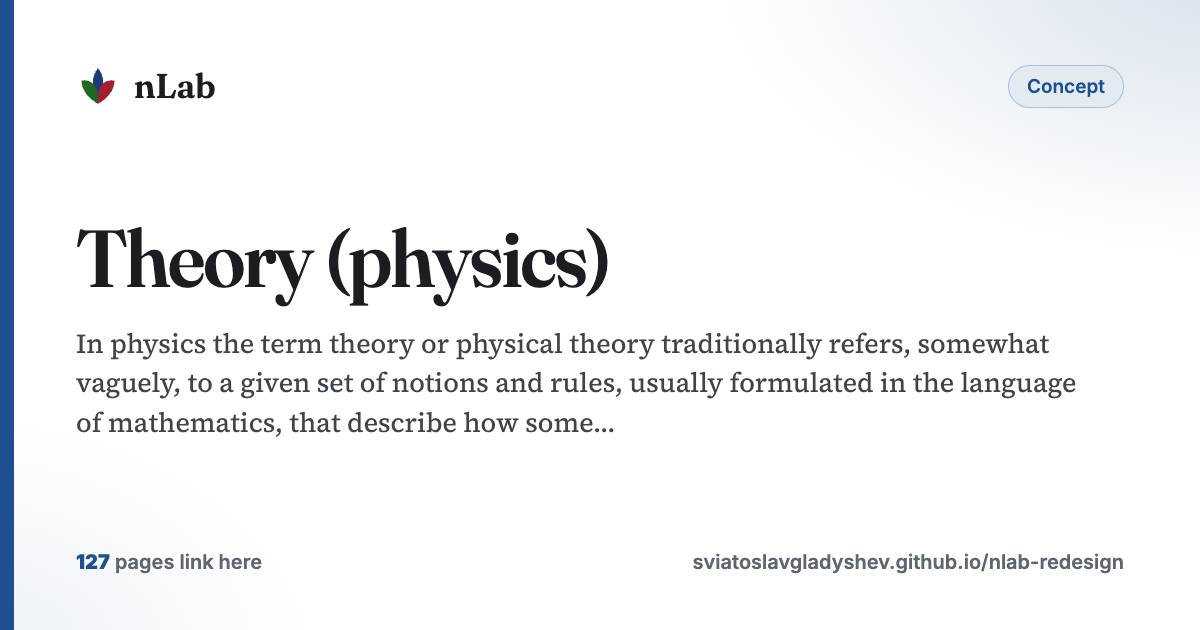 nLab
Concept
Theory (physics)
In physics the term theory or physical theory traditionally refers, somewhat
vaguely, to a given set of notions and rules, usually formulated in the language
of mathematics, that describe how some...
127 pages link here
sviatoslavgladyshev.github.io/nlab-redesign